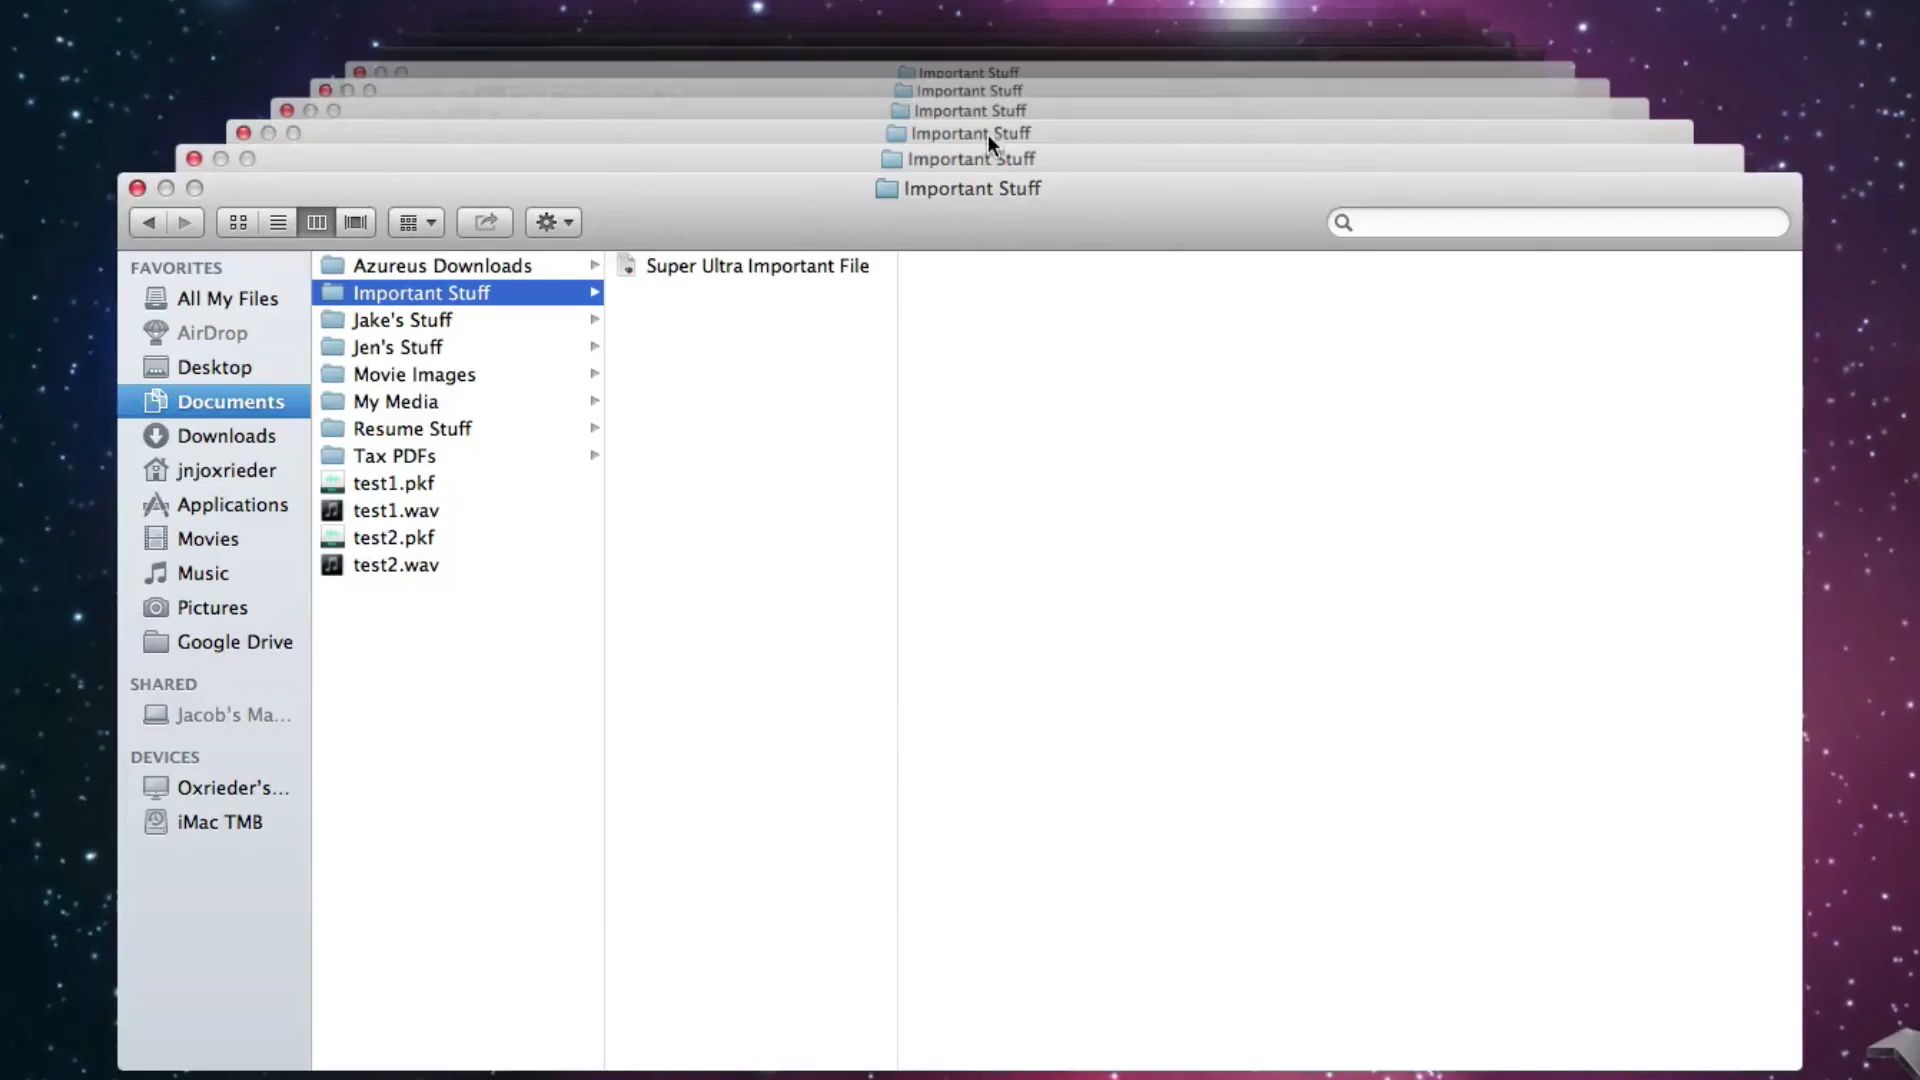 Important Stuff
Important Stuff
Important Stuff
Important Stuff
Important Stuff
Important Stuff
FAVORITES
All My Files
AirDrop
Desktop
Documents
Downloads
jnjoxrieder
Applications
Movies
Music
Pictures
Google Drive
SHARED
Jacob's Ma...
DEVICES
Oxrieder's...
iMac TMB
Azureus Downloads
Important Stuff
Jake's Stuff
Jen's Stuff
Movie Images
My Media
Resume Stuff
Tax PDFs
test1.pkf
test1.wav
test2.pkf
test2.wav
Super Ultra Important File